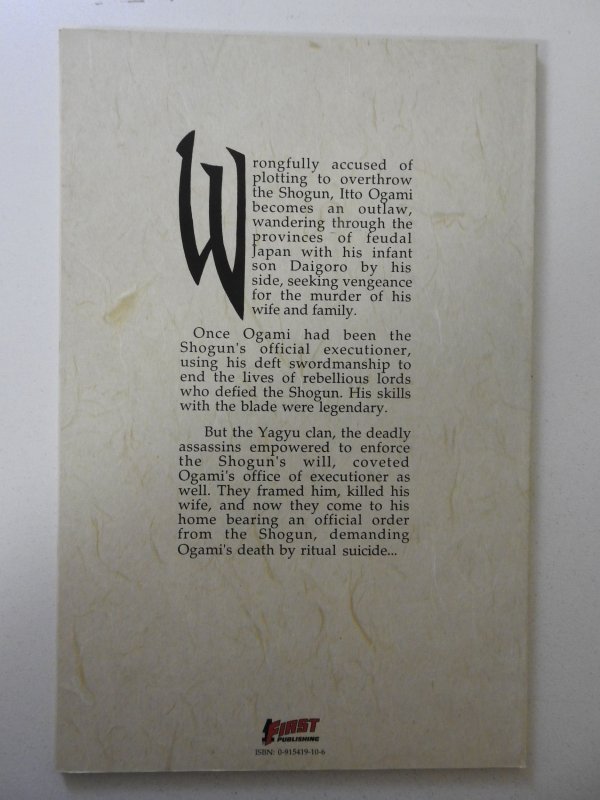 Wrongfully accused of
plotting to overthrow
the Shogun, Itto Ogami
becomes an outlaw,
wandering through the
provinces of feudal
Japan with his infant
son Daigoro by his
side, seeking vengeance
for the murder of his
wife and family.
Once Ogami had been the
Shogun's official executioner,
using his deft swordmanship to
end the lives of rebellious lords
who defied the Shogun. His skills
with the blade were legendary.
But the Yagyu clan, the deadly
assassins empowered to enforce
the Shogun's will, coveted
Ogami's office of executioner as
well. They framed him, killed his
wife, and now they come to his
home bearing an official order
from the Shogun, demanding
Ogami's death by ritual suicide...
FIRST
PUBLISHING
ISBN: 0-915419-10-6